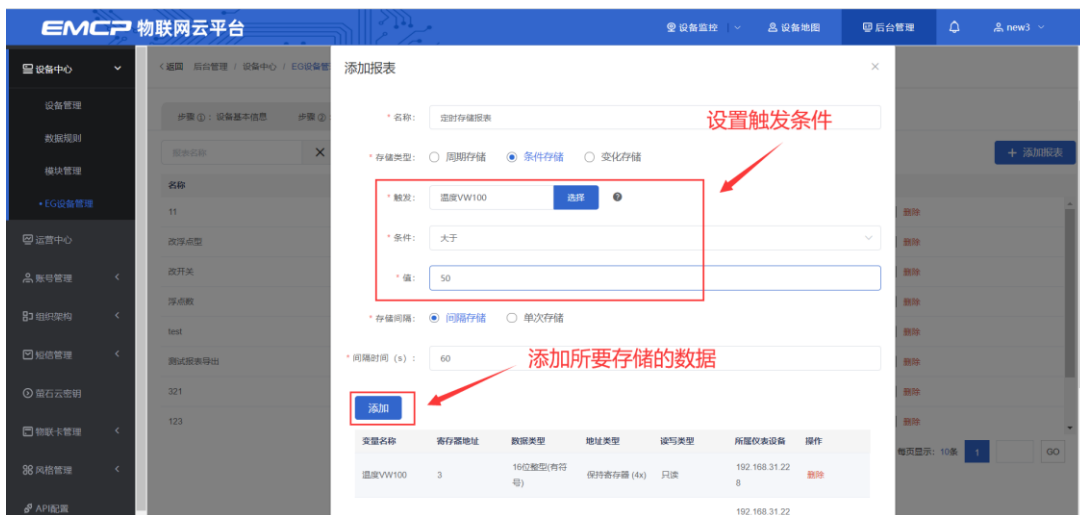 EMCP 物联网云平台
设备监控
设备地图
后台管理
new3
设备中心
设备管理
数据规则
模块管理
•EG设备管理
运营中心
账号管理
组织架构
短信管理
萤石云密钥
物联卡管理
风格管理
API配置
<返回 后台管理 / 设备中心 / EG设备管
步骤①：设备基本信息 步骤②：
报表名称
+ 添加报表
名称
11 删除
改浮点型 删除
改开关 删除
浮点数 删除
test 删除
测试报表导出 删除
321 删除
123 删除
每页显示：10条 1 GO
添加报表 ×
* 名称： 定时存储报表
设置触发条件
* 存储类型： 周期存储 条件存储 变化存储
* 触发： 温度VW100 选择
* 条件： 大于
* 值： 50
* 存储间隔： 间隔存储 单次存储
* 间隔时间（s）： 60
添加所要存储的数据
添加
变量名称 寄存器地址 数据类型 地址类型 读写类型 所属仪表设备 操作
温度VW100 3 16位整型(有符号) 保持寄存器 (4x) 只读 192.168.31.228 删除
192.168.31.22